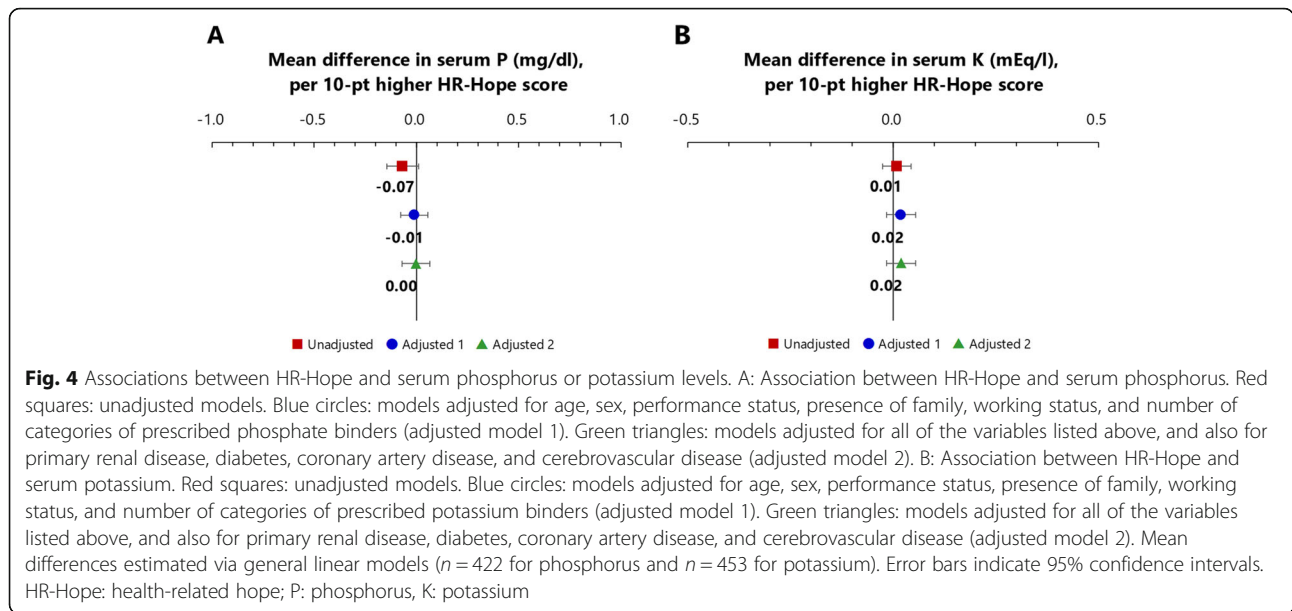 A
Mean difference in serum P (mg/dl),
per 10-pt higher HR-Hope score
-1.0 -0.5 0.0 0.5 1.0
-0.07
-0.01
0.00
Unadjusted Adjusted 1 Adjusted 2
B
Mean difference in serum K (mEq/l),
per 10-pt higher HR-Hope score
-0.5 0.0 0.5
0.01
0.02
0.02
Unadjusted Adjusted 1 Adjusted 2
Fig. 4 Associations between HR-Hope and serum phosphorus or potassium levels. A: Association between HR-Hope and serum phosphorus. Red
squares: unadjusted models. Blue circles: models adjusted for age, sex, performance status, presence of family, working status, and number of
categories of prescribed phosphate binders (adjusted model 1). Green triangles: models adjusted for all of the variables listed above, and also for
primary renal disease, diabetes, coronary artery disease, and cerebrovascular disease (adjusted model 2). B: Association between HR-Hope and
serum potassium. Red squares: unadjusted models. Blue circles: models adjusted for age, sex, performance status, presence of family, working
status, and number of categories of prescribed potassium binders (adjusted model 1). Green triangles: models adjusted for all of the variables
listed above, and also for primary renal disease, diabetes, coronary artery disease, and cerebrovascular disease (adjusted model 2). Mean
differences estimated via general linear models (n = 422 for phosphorus and n = 453 for potassium). Error bars indicate 95% confidence intervals.
HR-Hope: health-related hope; P: phosphorus, K: potassium